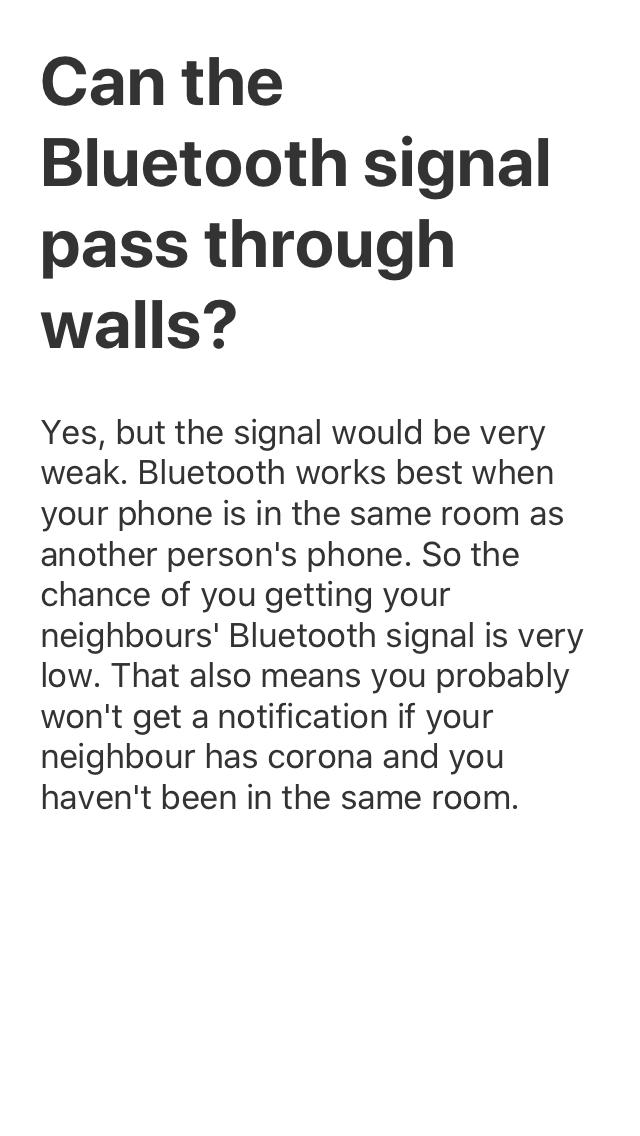 Can the
Bluetooth signal
pass through
walls?
Yes, but the signal would be very
weak. Bluetooth works best when
your phone is in the same room as
another person's phone. So the
chance of you getting your
neighbours' Bluetooth signal is very
low. That also means you probably
won't get a notification if your
neighbour has corona and you
haven't been in the same room.